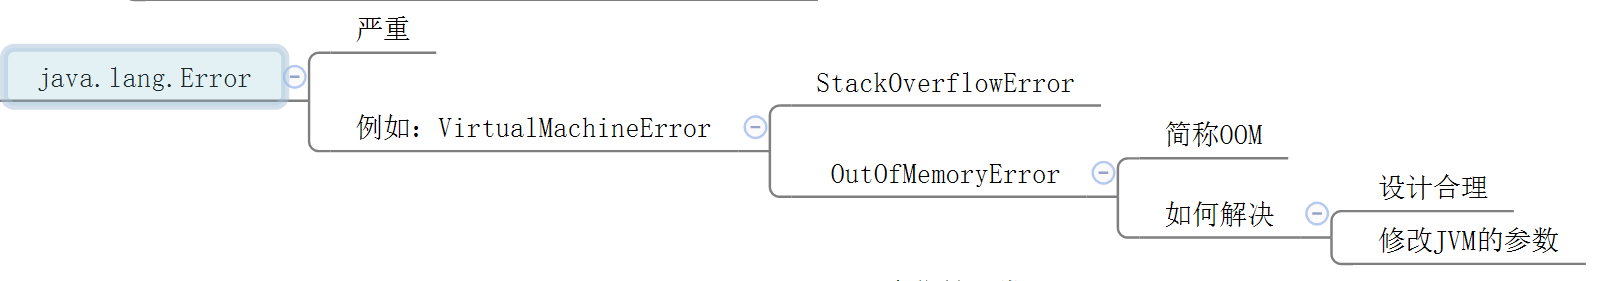 严重
java.lang.Error
StackOverflowError
例如：VirtualMachineError
简称OOM
OutOfMemoryError
设计合理
如何解决
修改JVM的参数